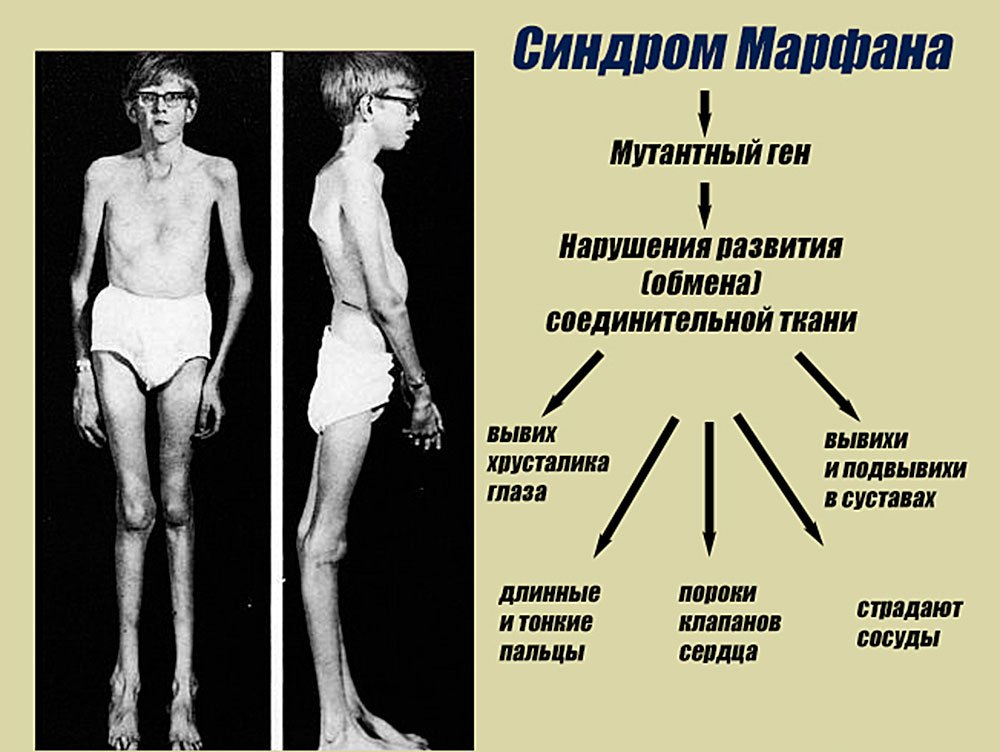 Синдром Марфана
Мутантный ген
Нарушения развития
(обмена)
соединительной ткани
вывих
хрусталика
глаза
вывихи
и подвывихи
в суставах
длинные
и тонкие
пальцы
пороки
клапанов
сердца
страдают
сосуды